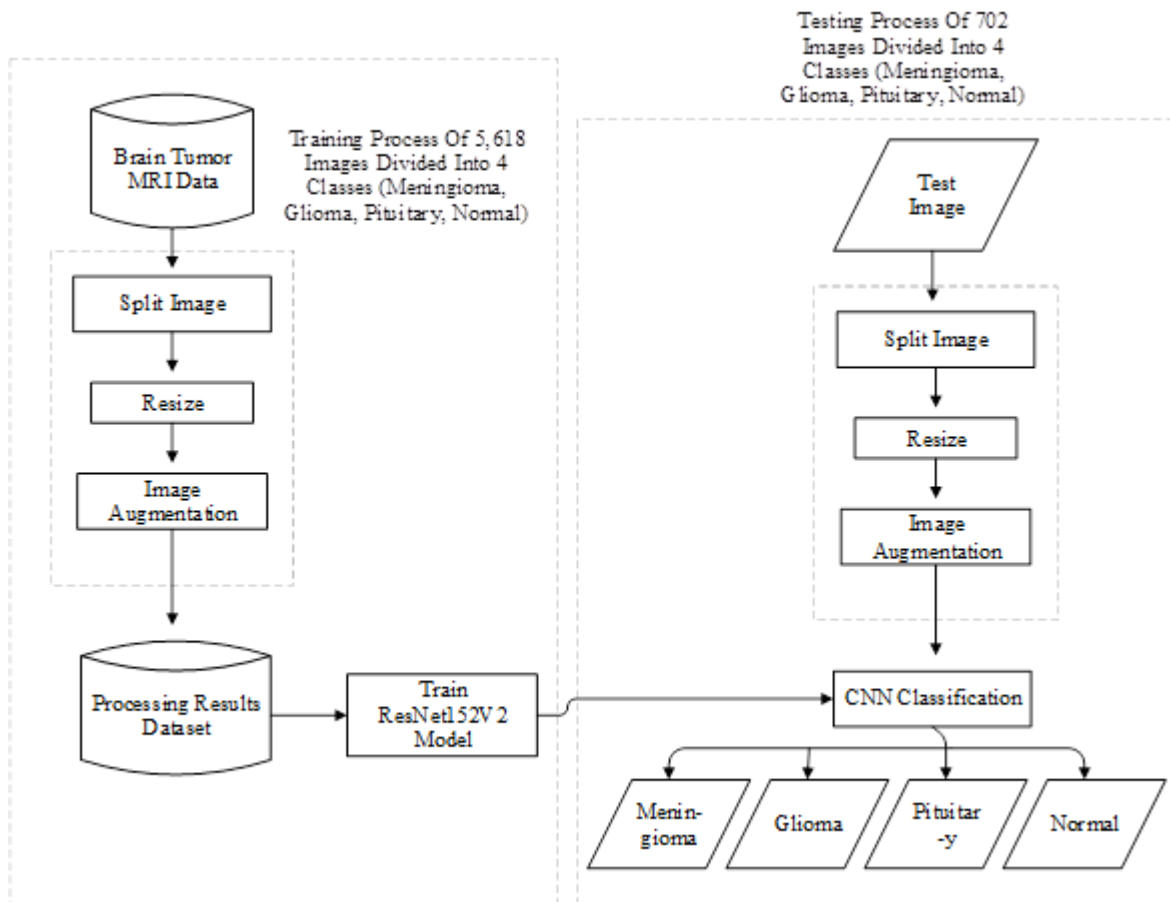 Testing Process Of 702
Images Divided Into 4
Classes (Meningioma,
Glioma, Pituitary, Normal)
Brain Tumor
MRI Data
Training Process Of 5,618
Images Divided Into 4
Classes (Meningioma,
Glioma, Pituitary, Normal)
Split Image
Resize
Image
Augmentation
Processing Results
Dataset
Train
ResNet152V2
Model
Test
Image
Split Image
Resize
Image
Augmentation
CNN Classification
Menin-
gioma
Glioma
Pituitar
-y
Normal